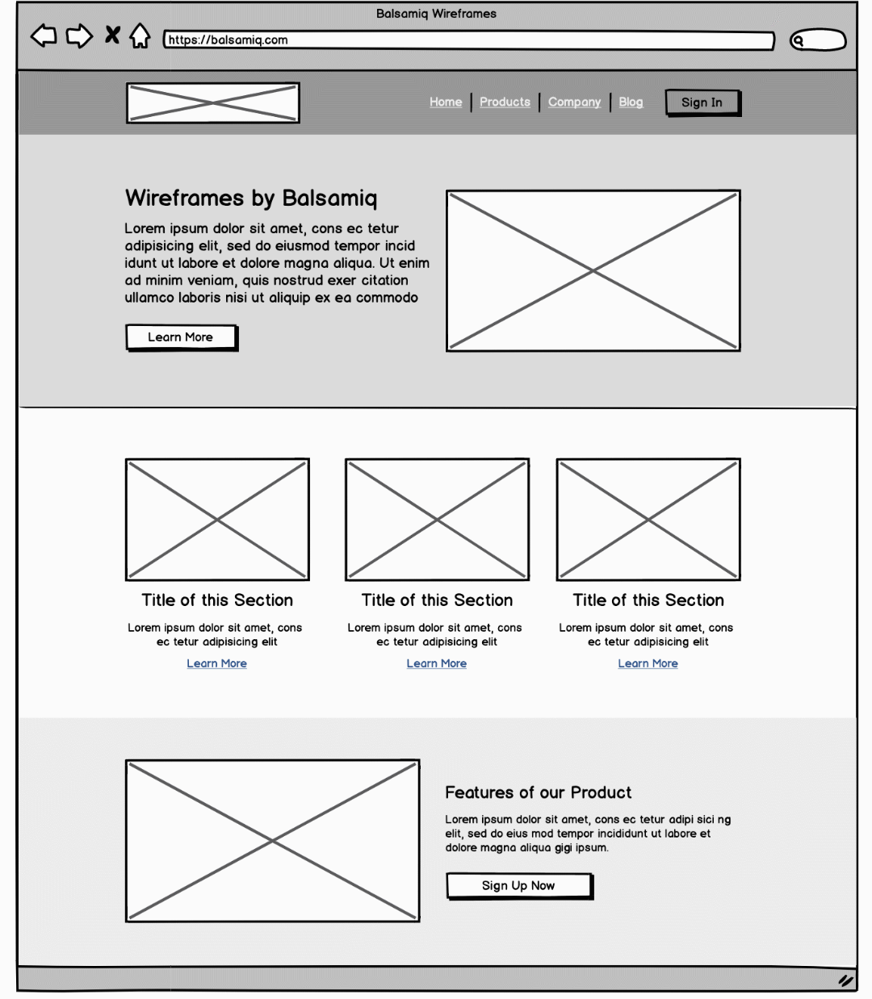 Balsamiq Wireframes
https://balsamiq.com
Home
Products
Company
Blog
Sign In
Wireframes by Balsamiq
Lorem ipsum dolor sit amet, cons ec tetur
adipisicing elit, sed do eiusmod tempor incid
idunt ut labore et dolore magna aliqua. Ut enim
ad minim veniam, quis nostrud exer citation
ullamco laboris nisi ut aliquip ex ea commodo
Learn More
Title of this Section
Lorem ipsum dolor sit amet, cons
ec tetur adipisicing elit
Learn More
Title of this Section
Lorem ipsum dolor sit amet, cons
ec tetur adipisicing elit
Learn More
Title of this Section
Lorem ipsum dolor sit amet, cons
ec tetur adipisicing elit
Learn More
Features of our Product
Lorem ipsum dolor sit amet, cons ec tetur adipi sici ng
elit, sed do eius mod tempor incididunt ut labore et
dolore magna aliqua gigi ipsum.
Sign Up Now